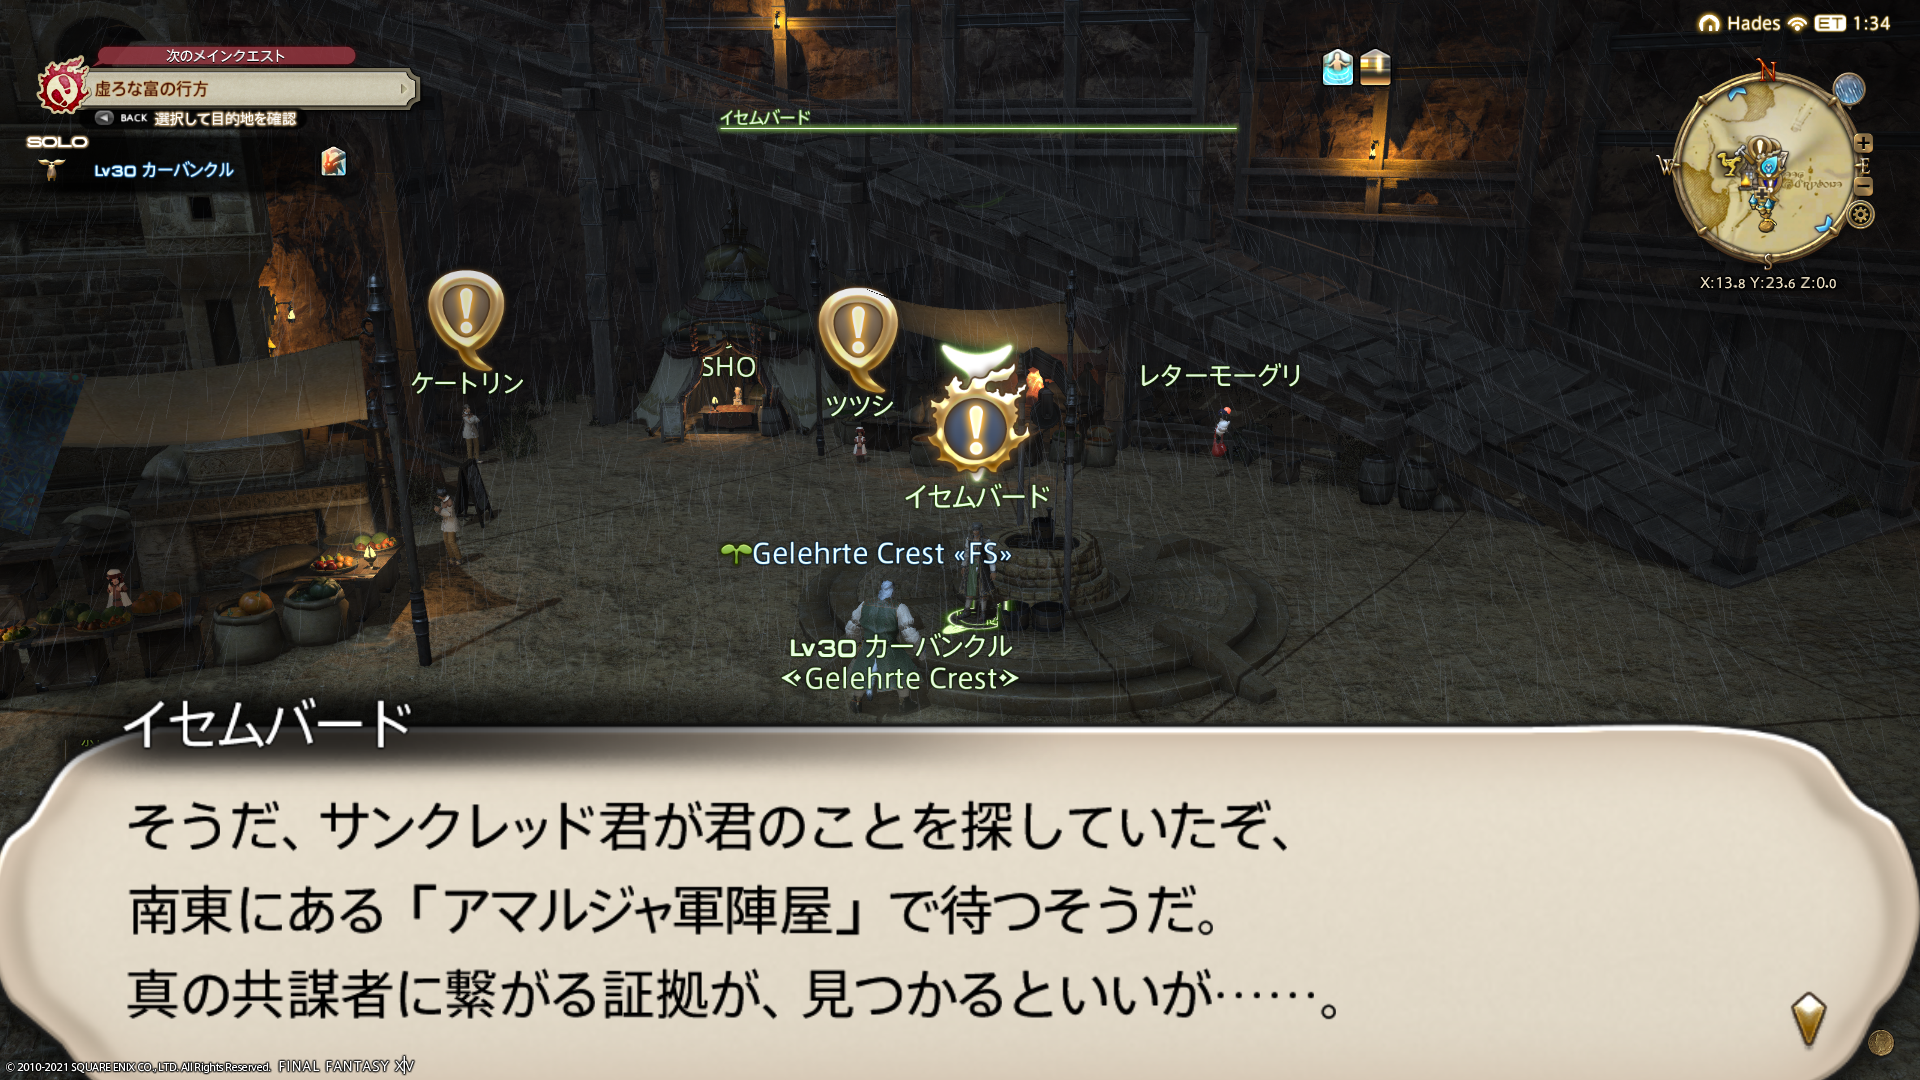 次のメインクエスト
虚ろな富の行方
BACK 選択して目的地を確認
SOLO
Lv30 カーバンクル
イセムバード
Hades ET 1:34
N
W
E
S
X:13.8 Y:23.6 Z:0.0
ケートリン
SHO
ツツシ
レターモーグリ
イセムバード
Gelehrte Crest «FS»
Lv30 カーバンクル
Gelehrte Crest
イセムバード
そうだ、サンクレッド君が君のことを探していたぞ、
南東にある「アマルジャ軍陣屋」で待つそうだ。
真の共謀者に繋がる証拠が、見つかるといいが……。
© 2010-2021 SQUARE ENIX CO., LTD. All Rights Reserved. FINAL FANTASY XIV